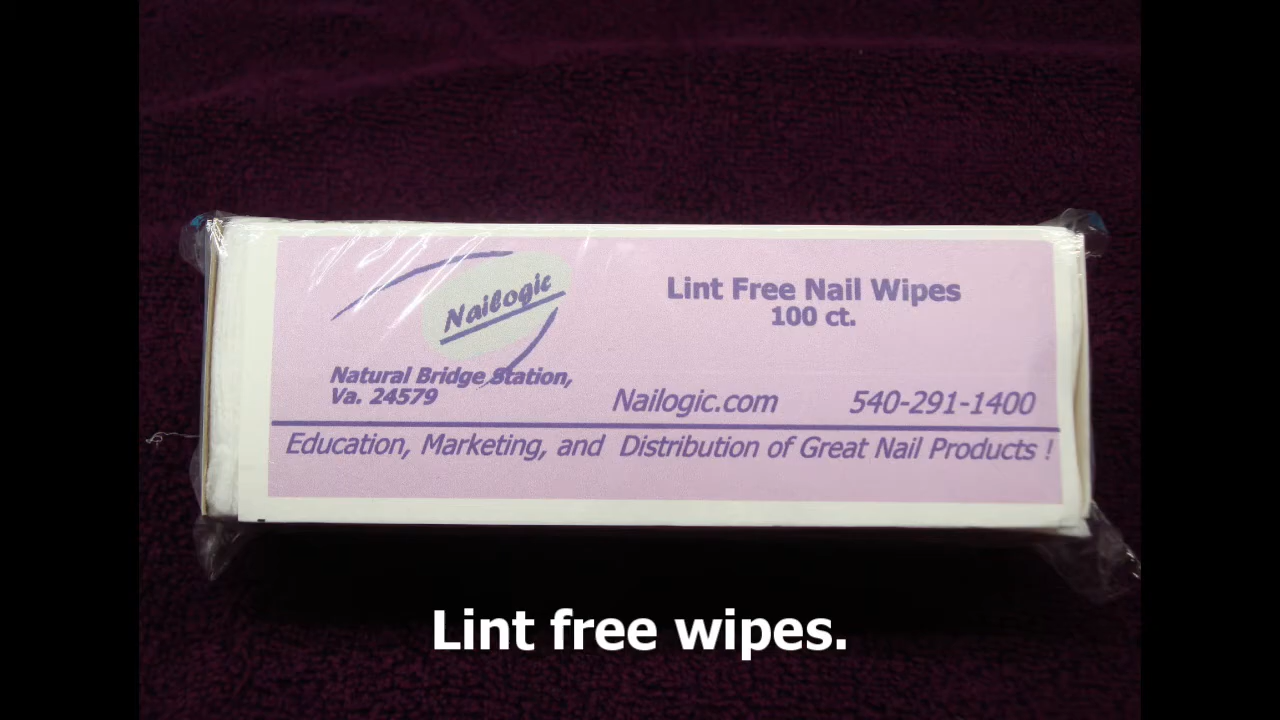 Nailogic
Natural Bridge Station,
Va. 24579
Lint Free Nail Wipes
100 ct.
Nailogic.com 540-291-1400
Education, Marketing, and Distribution of Great Nail Products !
Lint free wipes.